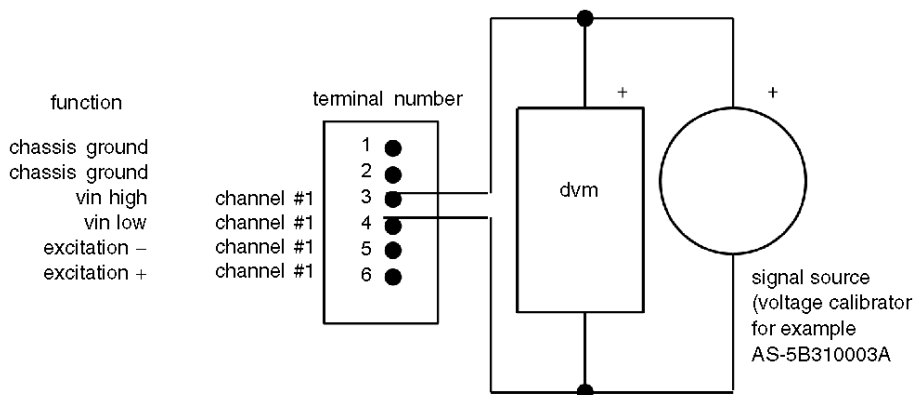 function
terminal number
chassis ground 1
chassis ground 2
vin high channel #1 3
vin low channel #1 4
excitation – channel #1 5
excitation + channel #1 6
+
dvm
+
signal source
(voltage calibrator
for example
AS-5B310003A